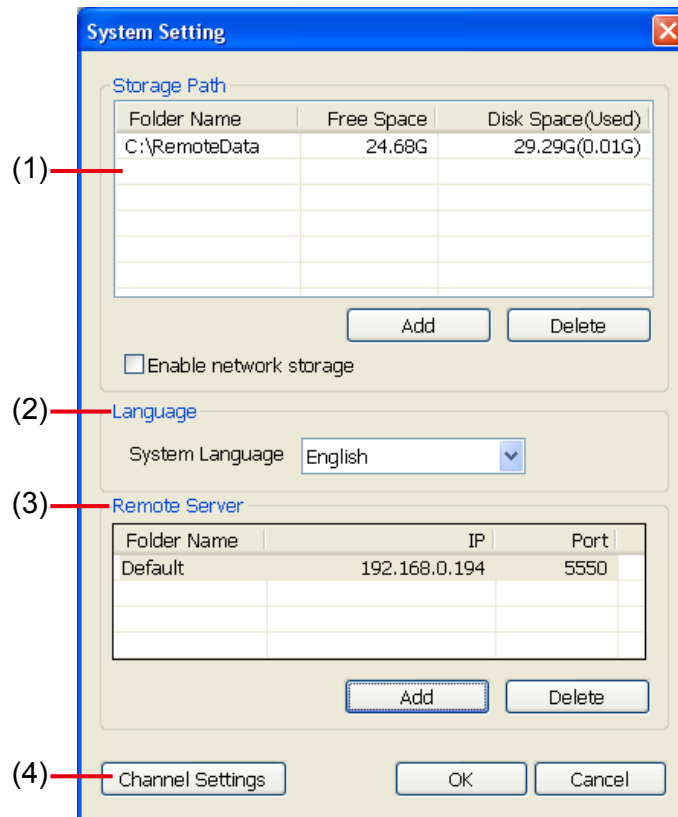 System Setting
Storage Path
Folder Name Free Space Disk Space(Used)
C:\RemoteData 24.68G 29.29G(0.01G)
(1)
Add Delete
Enable network storage
(2) Language
System Language English
(3) Remote Server
Folder Name IP Port
Default 192.168.0.194 5550
Add Delete
(4) Channel Settings OK Cancel